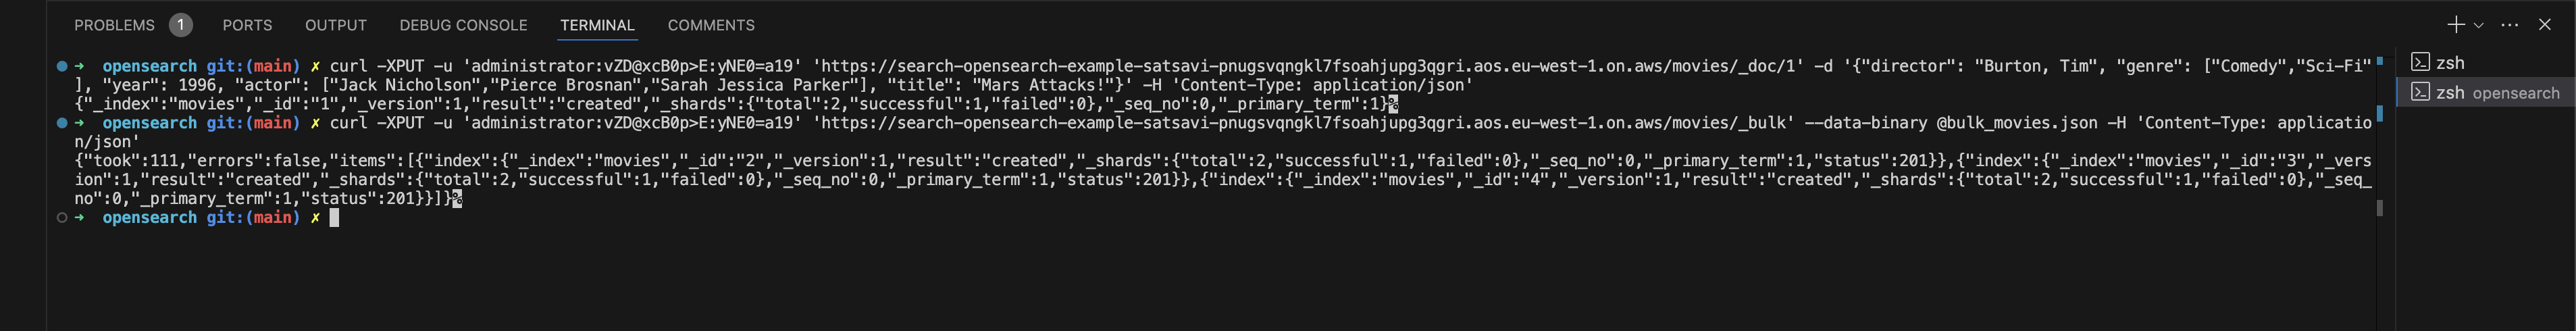 PROBLEMS 1 PORTS OUTPUT DEBUG CONSOLE TERMINAL COMMENTS
➜ opensearch git:(main) ✗ curl -XPUT -u 'administrator:vZD@xcB0p>E:yNE0=a19' 'https://search-opensearch-example-satsavi-pnugsvqngkl7fsoahjupg3qgri.aos.eu-west-1.on.aws/movies/_doc/1' -d '{"director": "Burton, Tim", "genre": ["Comedy","Sci-Fi"
], "year": 1996, "actor": ["Jack Nicholson","Pierce Brosnan","Sarah Jessica Parker"], "title": "Mars Attacks!"}' -H 'Content-Type: application/json'
{"_index":"movies","_id":"1","_version":1,"result":"created","_shards":{"total":2,"successful":1,"failed":0},"_seq_no":0,"_primary_term":1}%
➜ opensearch git:(main) ✗ curl -XPUT -u 'administrator:vZD@xcB0p>E:yNE0=a19' 'https://search-opensearch-example-satsavi-pnugsvqngkl7fsoahjupg3qgri.aos.eu-west-1.on.aws/movies/_bulk' --data-binary @bulk_movies.json -H 'Content-Type: applicatio
n/json'
{"took":111,"errors":false,"items":[{"index":{"_index":"movies","_id":"2","_version":1,"result":"created","_shards":{"total":2,"successful":1,"failed":0},"_seq_no":0,"_primary_term":1,"status":201}},{"index":{"_index":"movies","_id":"3","_vers
ion":1,"result":"created","_shards":{"total":2,"successful":1,"failed":0},"_seq_no":0,"_primary_term":1,"status":201}},{"index":{"_index":"movies","_id":"4","_version":1,"result":"created","_shards":{"total":2,"successful":1,"failed":0},"_seq_
no":0,"_primary_term":1,"status":201}}]}%
➜ opensearch git:(main) ✗
zsh
zsh opensearch